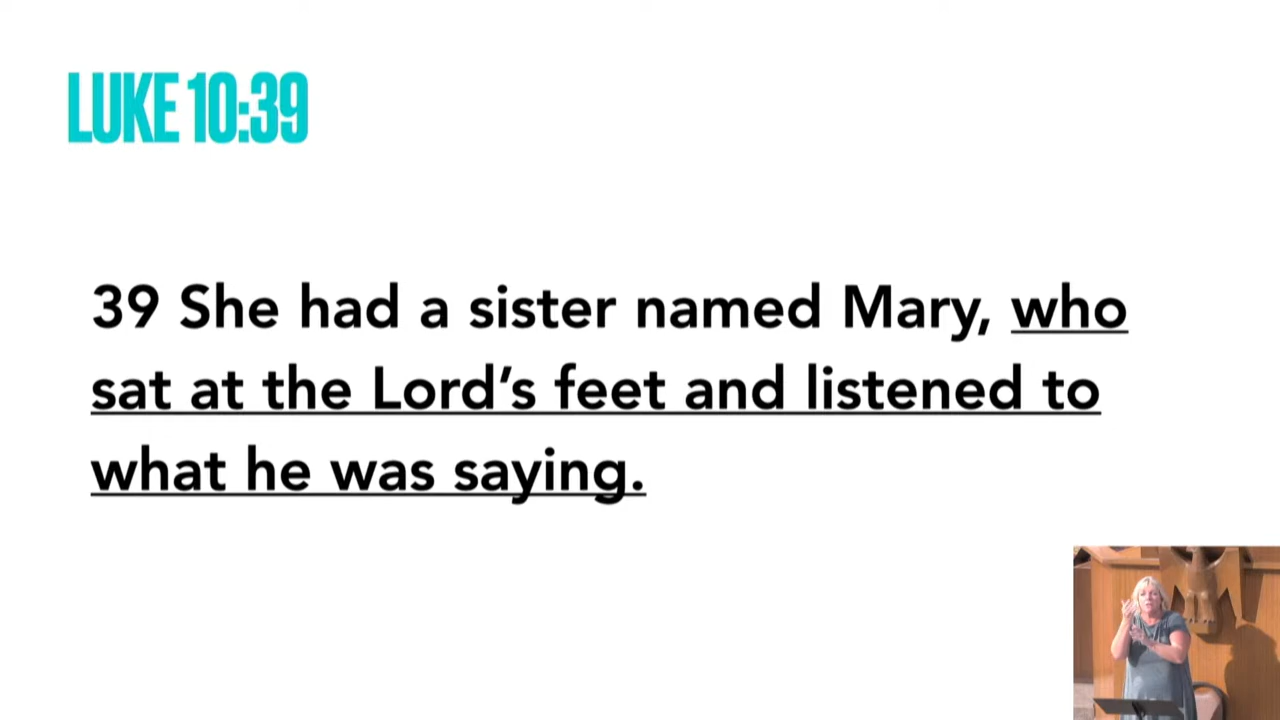 LUKE 10:39
39 She had a sister named Mary, who
sat at the Lord’s feet and listened to
what he was saying.